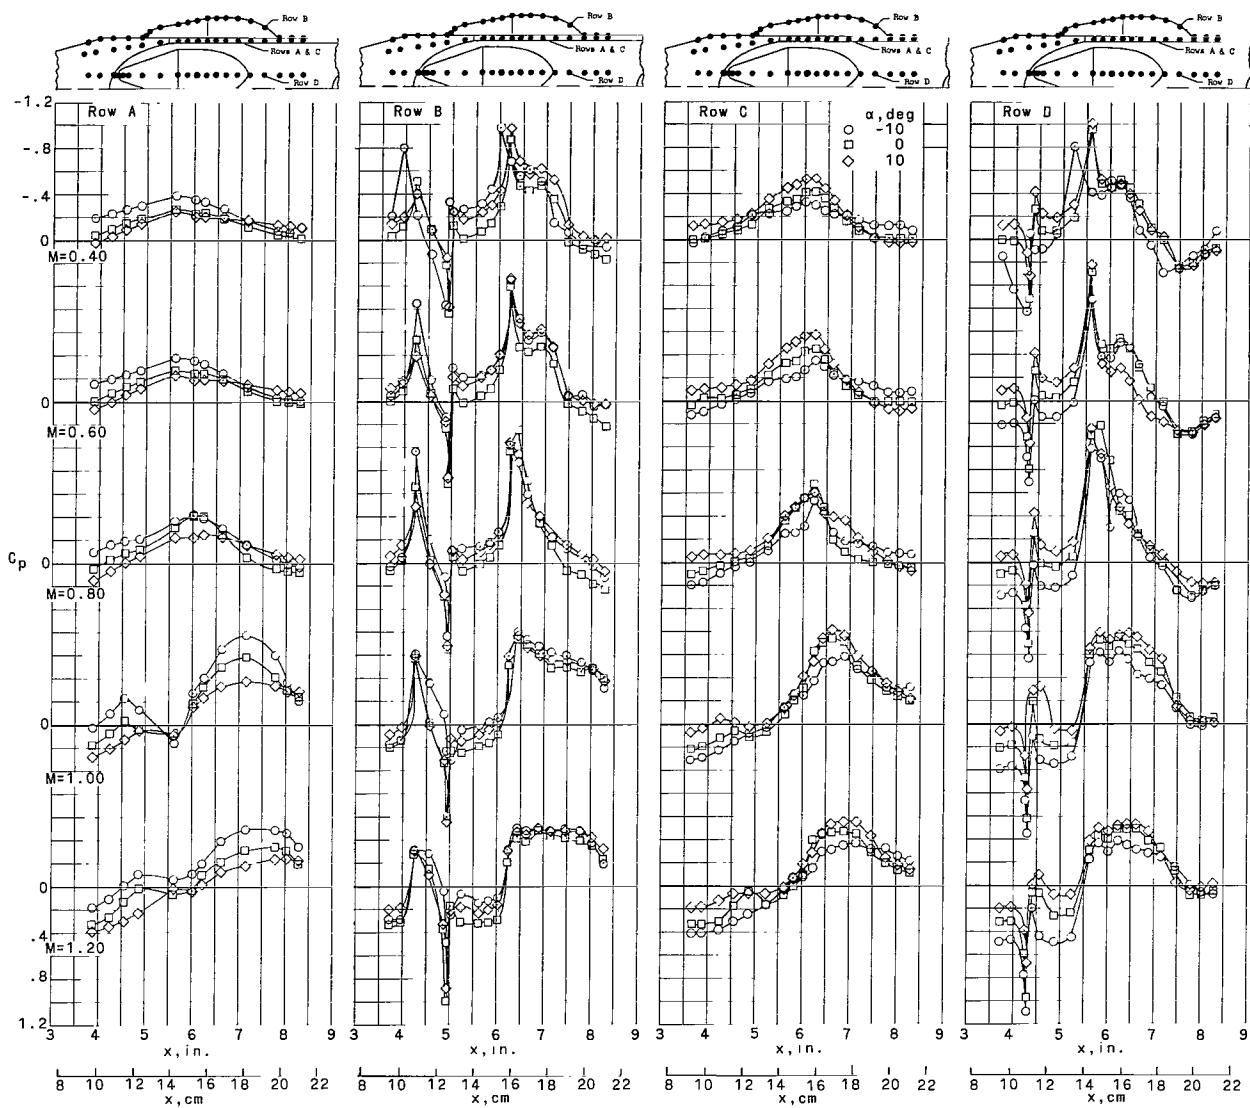 Row B
Rows A & C
Row D
Row B
Rows A & C
Row D
Row B
Rows A & C
Row D
Row B
Rows A & C
Row D
Row A
Row B
Row C
Row D
α, deg
-10
0
10
-1.2
-.8
-.4
0
M=0.40
0
M=0.60
Cp
0
M=0.80
0
M=1.00
0
.4
M=1.20
.8
1.2
3 4 5 6 7 8 9
3 4 5 6 7 8 9
3 4 5 6 7 8 9
3 4 5 6 7 8 9
x, in.
x, in.
x, in.
x, in.
8 10 12 14 16 18 20 22
8 10 12 14 16 18 20 22
8 10 12 14 16 18 20 22
8 10 12 14 16 18 20 22
x, cm
x, cm
x, cm
x, cm